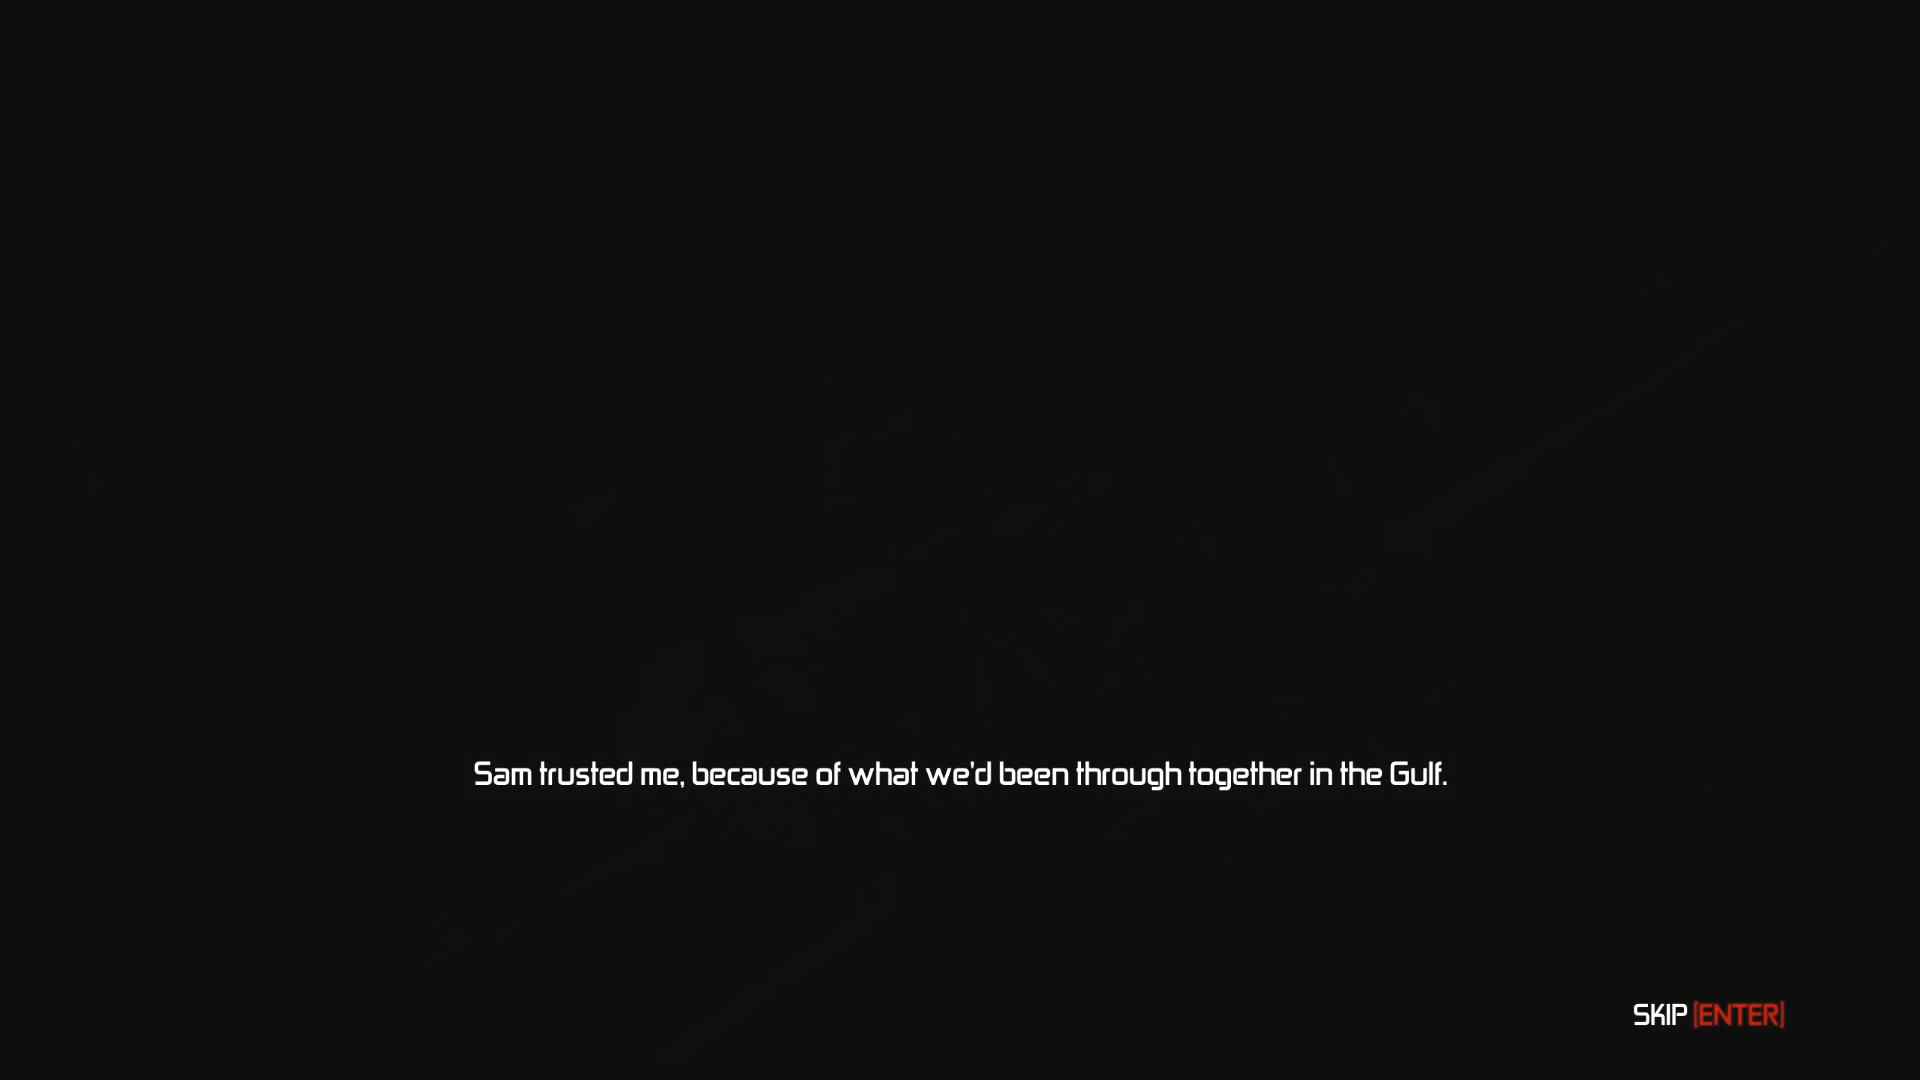 Sam trusted me, because of what we'd been through together in the Gulf.
SKIP [ENTER]